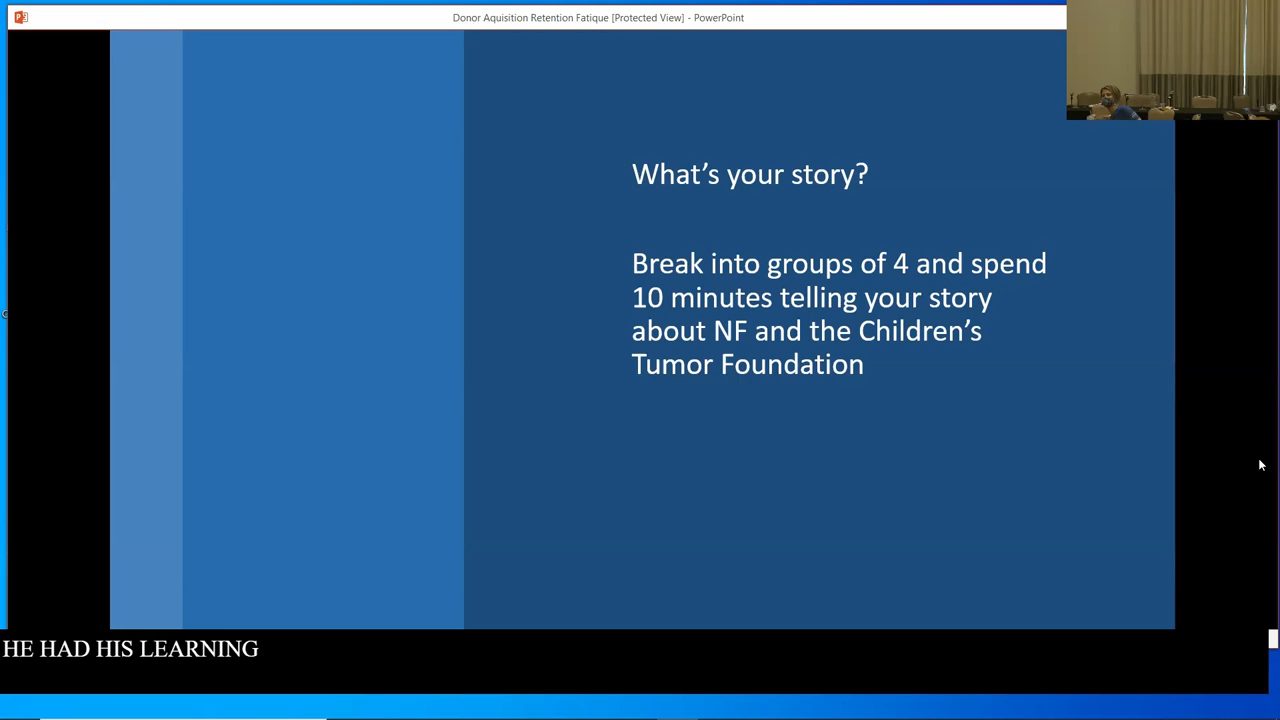 Donor Aquisition Retention Fatique [Protected View] - PowerPoint
What's your story?
Break into groups of 4 and spend
10 minutes telling your story
about NF and the Children's
Tumor Foundation
HE HAD HIS LEARNING